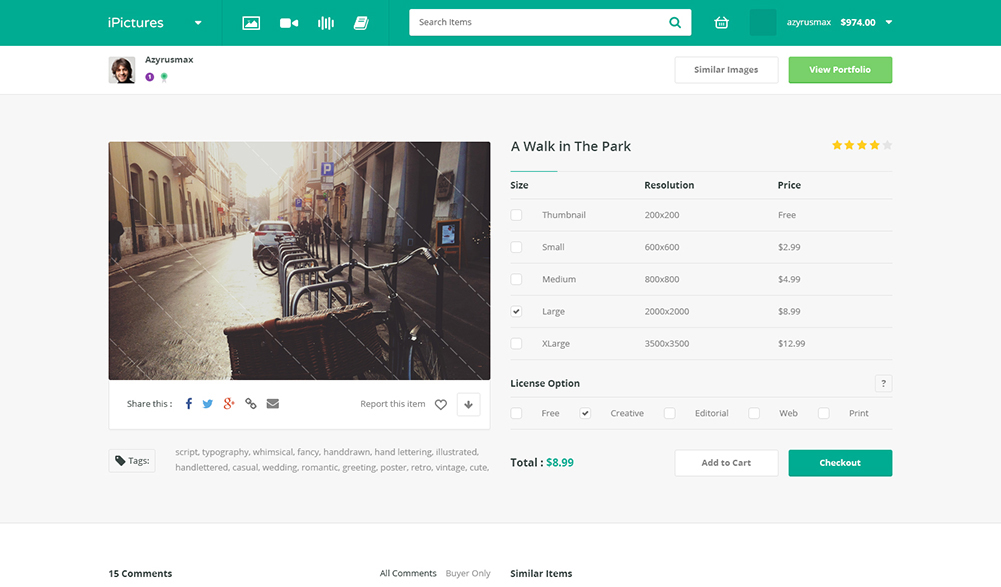 iPictures
Search Items
azyrusmax $974.00
Azyrusmax
1
Similar Images
View Portfolio
P
A Walk in The Park
Size Resolution Price
Thumbnail 200x200 Free
Small 600x600 $2.99
Medium 800x800 $4.99
Large 2000x2000 $8.99
XLarge 3500x3500 $12.99
License Option ?
Free Creative Editorial Web Print
Share this : Report this item
Tags:
script, typography, whimsical, fancy, handdrawn, hand lettering, illustrated,
handlettered, casual, wedding, romantic, greeting, poster, retro, vintage, cute,
Total : $8.99
Add to Cart
Checkout
15 Comments All Comments Buyer Only
Similar Items